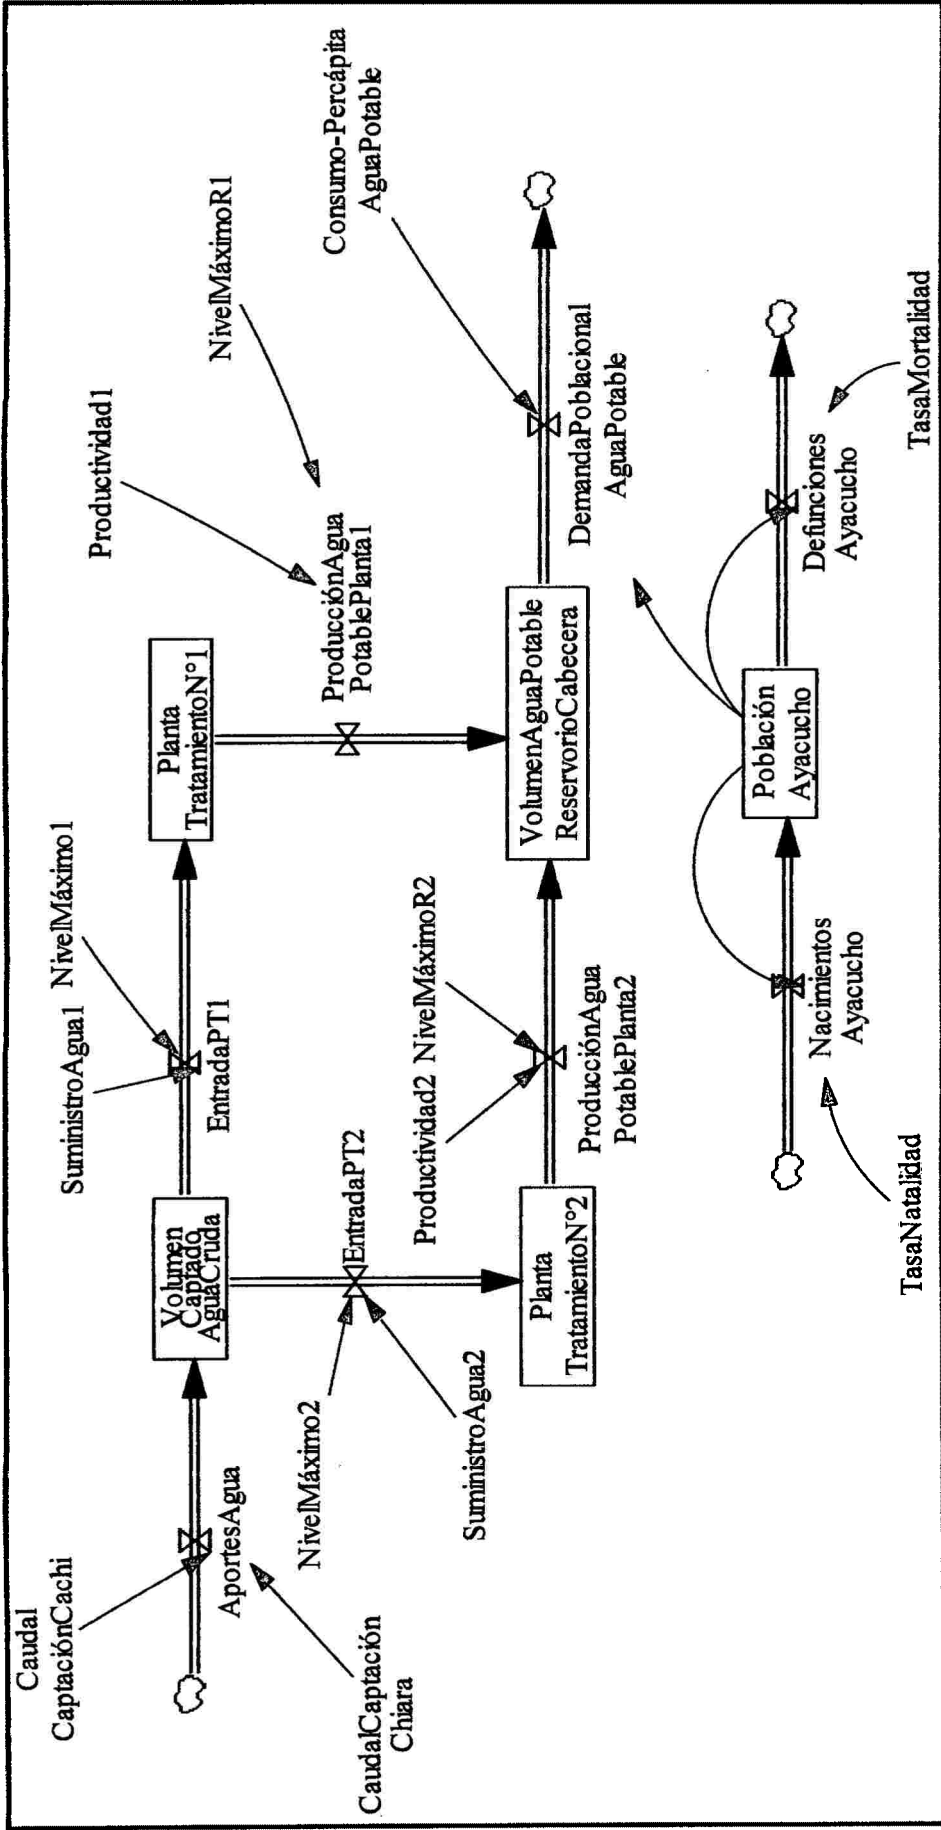 Caudal
CaptaciónCachi
AportesAgua
CaudalCaptación
Chiara
Volumen
Captado
AguaCruda
SuministroAgua1
NivelMáximo1
EntradaPT1
Planta
TratamientoN°1
Productividad1
NivelMáximoR1
ProducciónAgua
PotablePlanta1
NivelMáximo2
EntradaPT2
SuministroAgua2
Planta
TratamientoN°2
Productividad2
NivelMáximoR2
ProducciónAgua
PotablePlanta2
VolumenAguaPotable
ReservorioCabecera
Consumo-Percápita
AguaPotable
DemandaPoblacional
AguaPotable
TasaNatalidad
Nacimientos
Ayacucho
Población
Ayacucho
Defunciones
Ayacucho
TasaMortalidad